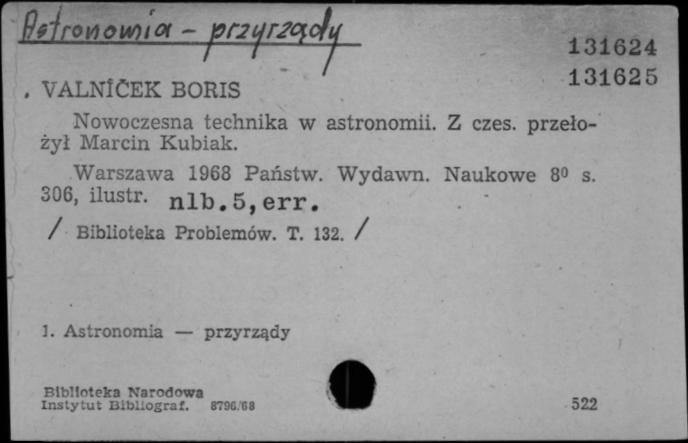 Astronomia - przyrządy
131624
131625
VALNÍČEK BORIS
Nowoczesna technika w astronomii. Z czes. przeło-
żył Marcin Kubiak.
Warszawa 1968 Państw. Wydawn. Naukowe 8⁰ s.
306, ilustr. nlb. 5, err.
/ Biblioteka Problemów. T. 132. /
1. Astronomia — przyrządy
Biblioteka Narodowa
Instytut Bibliograf. 8796/68
522